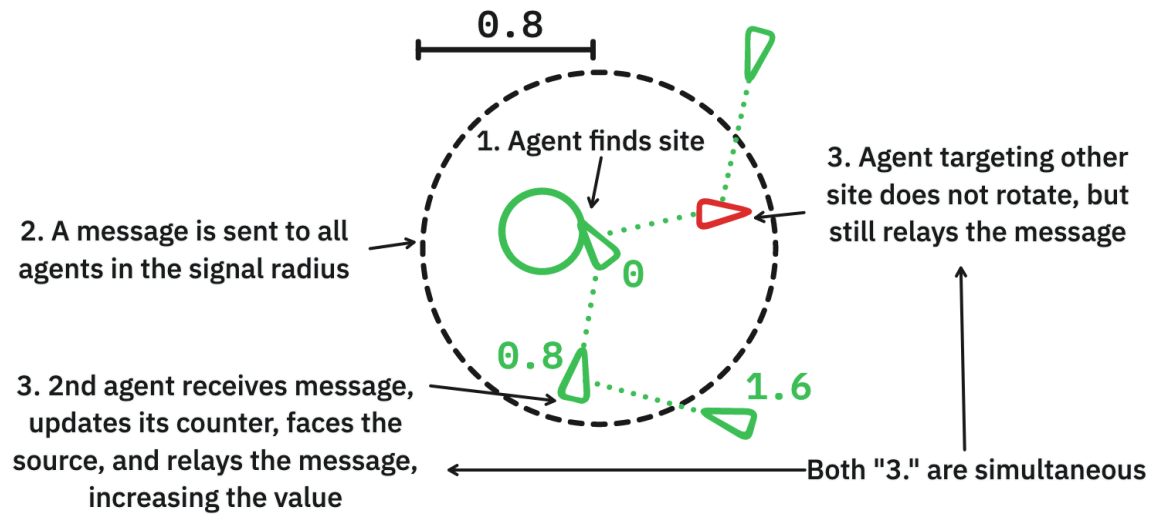 0.8
1. Agent finds site
3. Agent targeting other
site does not rotate, but
still relays the message
2. A message is sent to all
agents in the signal radius
0
0.8
1.6
3. 2nd agent receives message,
updates its counter, faces the
source, and relays the message,
increasing the value
Both "3." are simultaneous